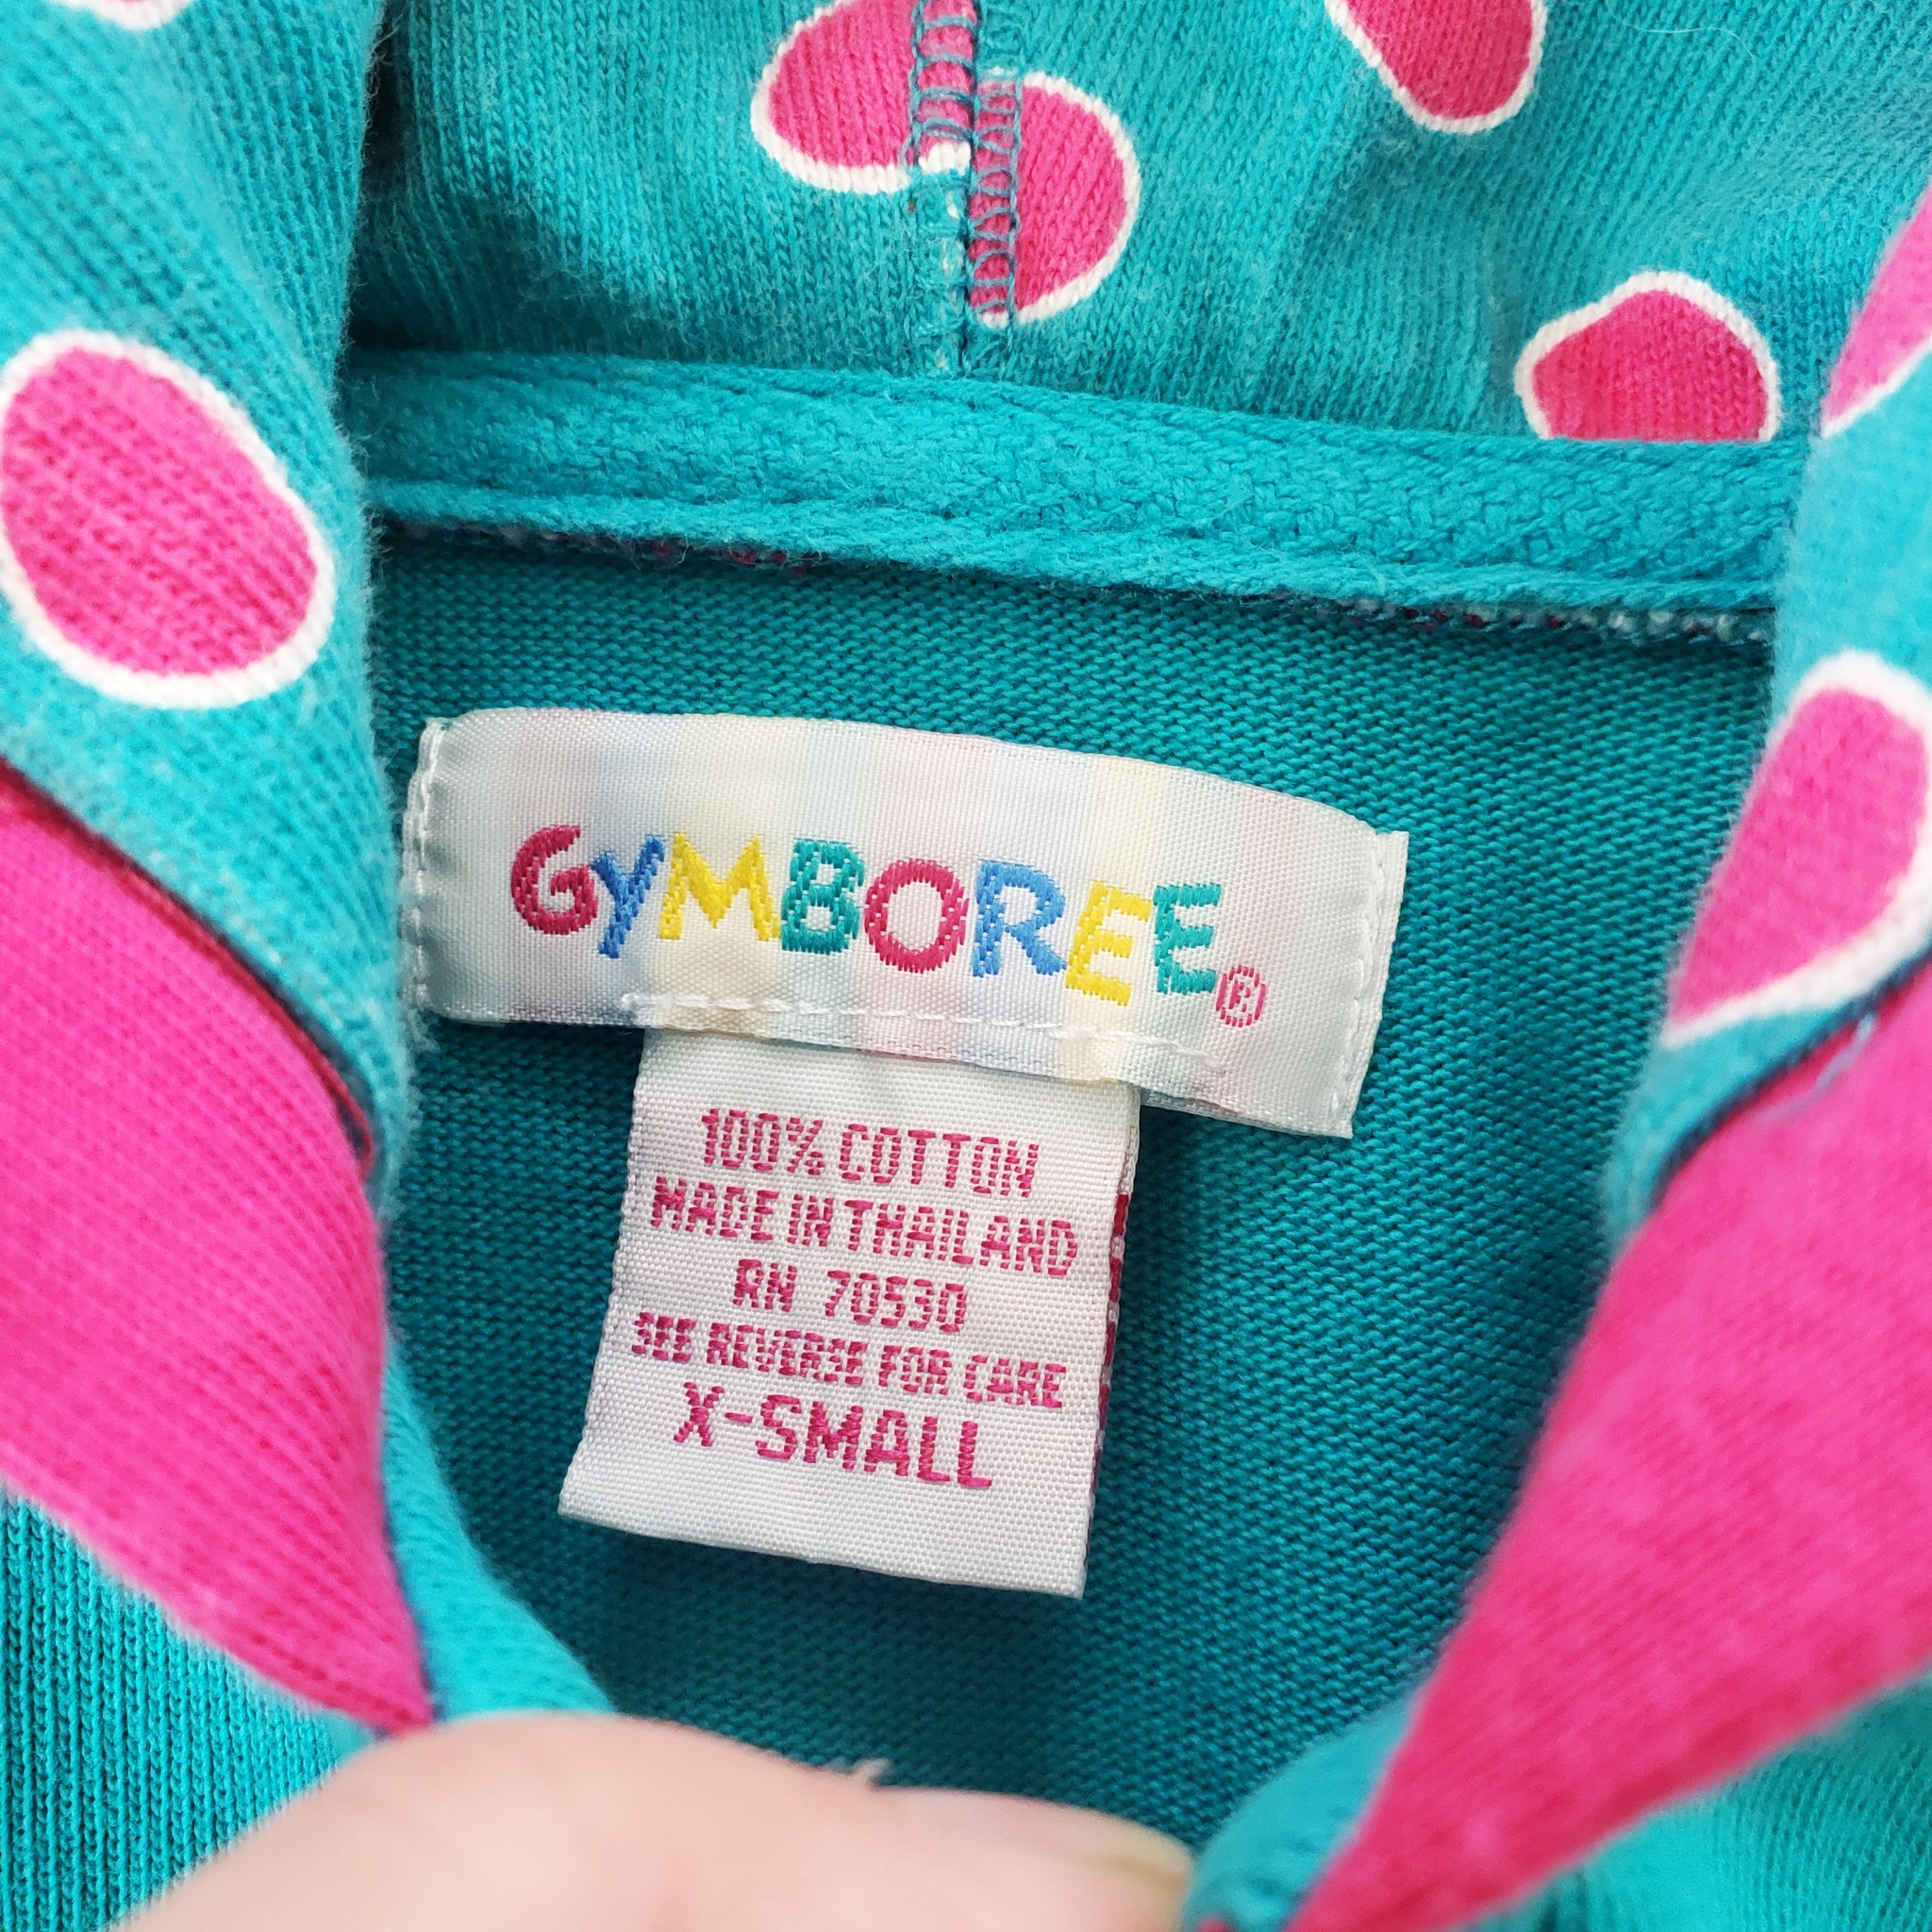 GYMBOREE®
100% COTTON
MADE IN THAILAND
RN 70530
SEE REVERSE FOR CARE
X-SMALL